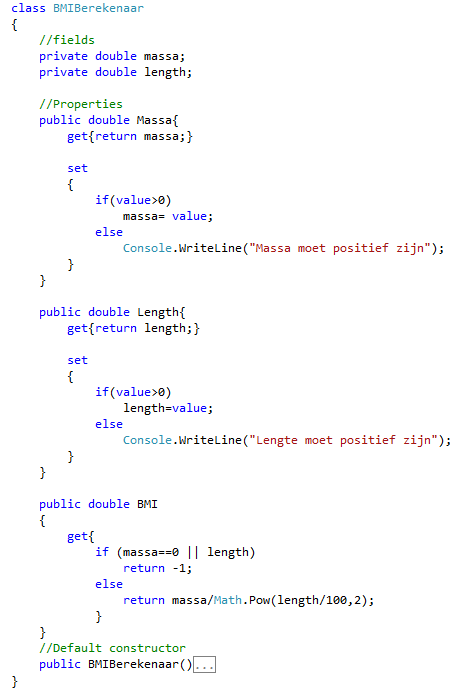 class BMIBerekenaar
{
    //fields
    private double massa;
    private double length;

    //Properties
    public double Massa{
        get{return massa;}

        set
        {
            if(value>0)
                massa= value;
            else
                Console.WriteLine("Massa moet positief zijn");
        }
    }

    public double Length{
        get{return length;}

        set
        {
            if(value>0)
                length=value;
            else
                Console.WriteLine("Lengte moet positief zijn");
        }
    }

    public double BMI
    {
        get{
            if (massa==0 || length)
                return -1;
            else
                return massa/Math.Pow(length/100,2);
            }
    }
    //Default constructor
    public BMIBerekenaar()...
}